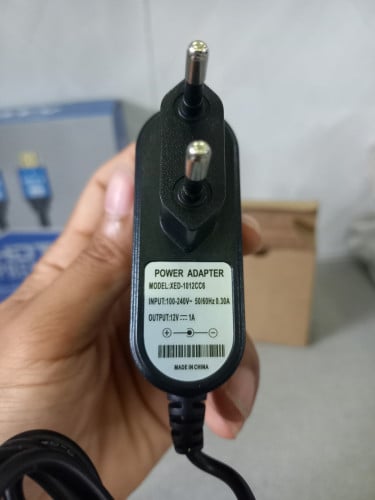 POWER ADAPTER
MODEL:XED-1012CC6
INPUT:100-240V~ 50/60Hz 0.30A
OUTPUT:12V⎓1A
MADE IN CHINA